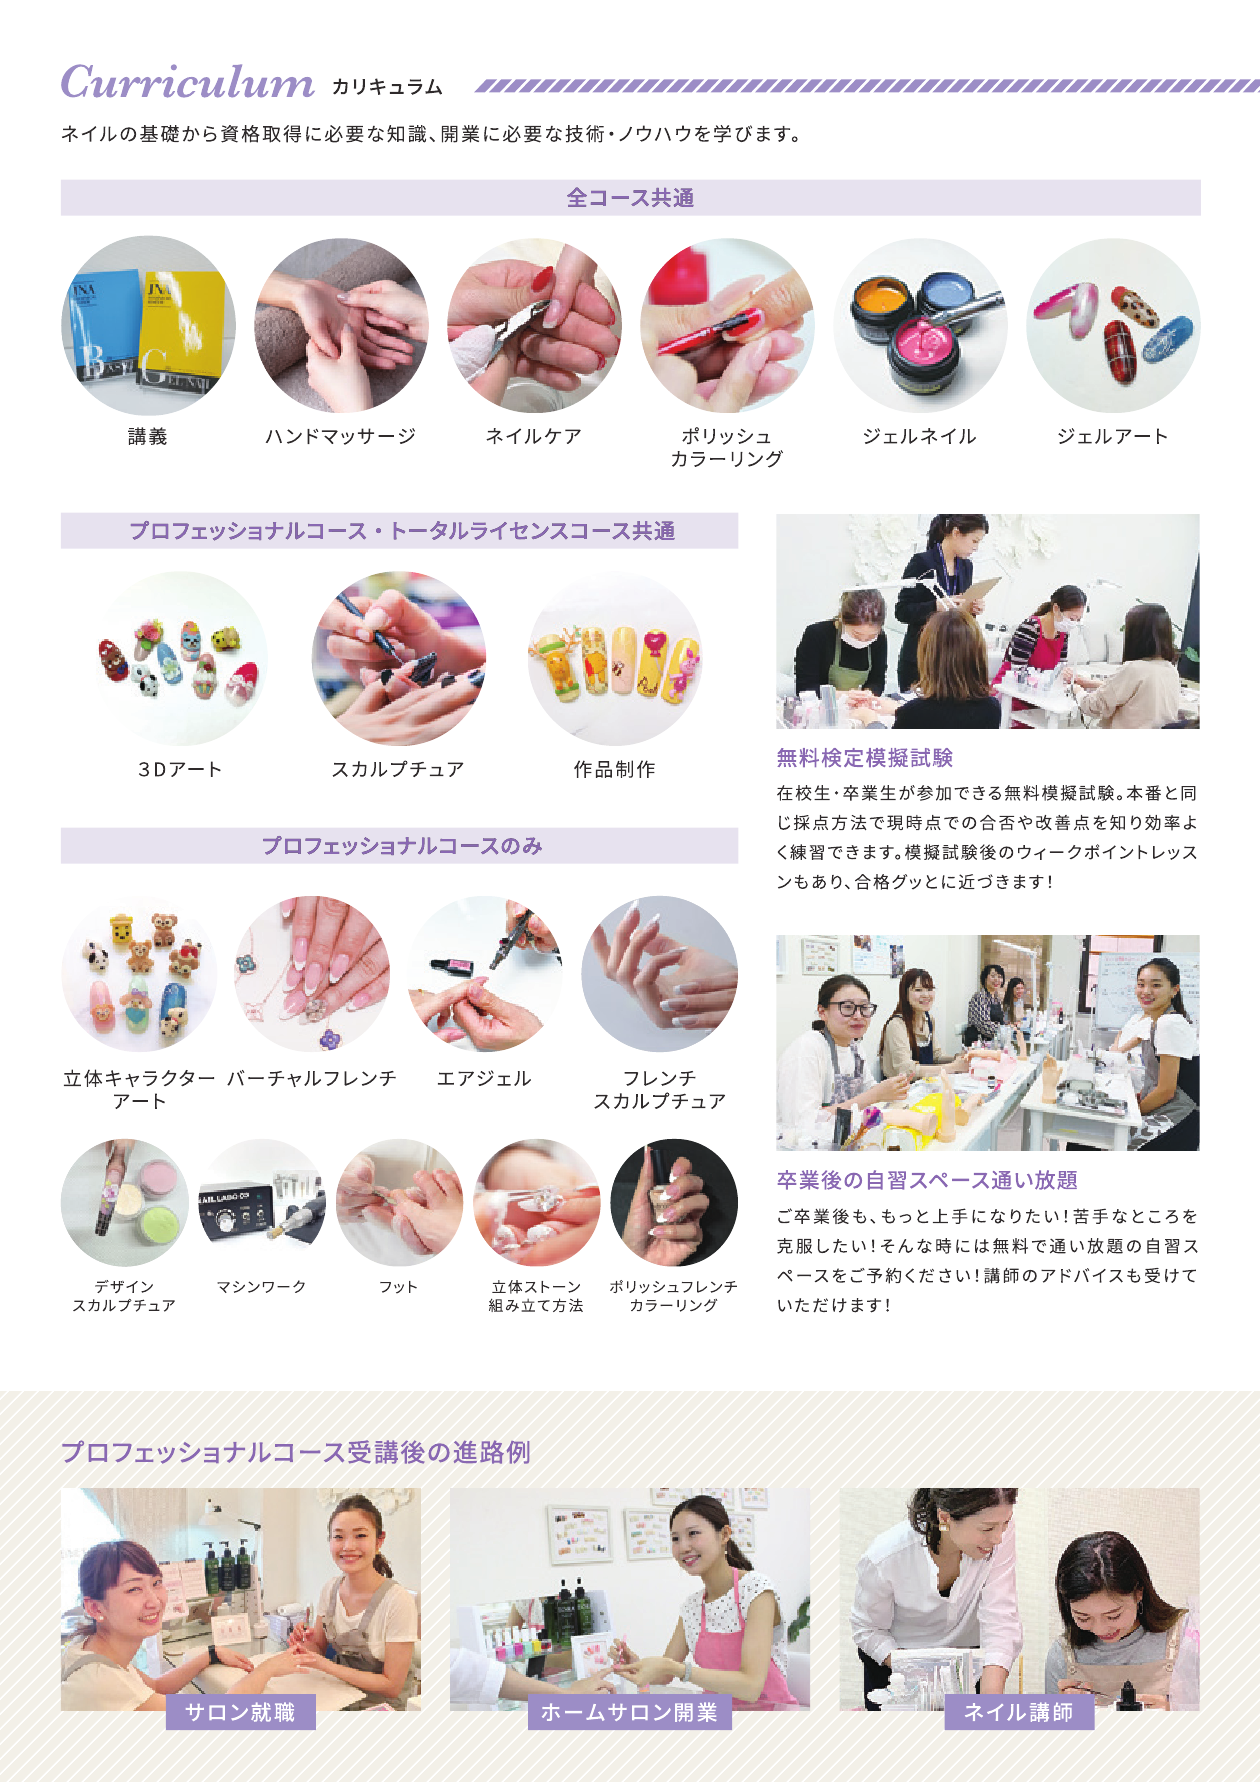 Curriculum カリキュラム
ネイルの基礎から資格取得に必要な知識、開業に必要な技術・ノウハウを学びます。
全コース共通
JNA
JNA
講義
ハンドマッサージ
ネイルケア
ポリッシュ
カラーリング
ジェルネイル
ジェルアート
プロフェッショナルコース・トータルライセンスコース共通
３Dアート
スカルプチュア
作品制作
プロフェッショナルコースのみ
立体キャラクター
アート
バーチャルフレンチ
エアジェル
フレンチ
スカルプチュア
デザイン
スカルプチュア
マシンワーク
フット
立体ストーン
組み立て方法
ポリッシュフレンチ
カラーリング
無料検定模擬試験
在校生・卒業生が参加できる無料模擬試験。本番と同
じ採点方法で現時点での合否や改善点を知り効率よ
く練習できます。模擬試験後のウィークポイントレッス
ンもあり、合格グッとに近づきます！
卒業後の自習スペース通い放題
ご卒業後も、もっと上手になりたい！苦手なところを
克服したい！そんな時には無料で通い放題の自習ス
ペースをご予約ください！講師のアドバイスも受けて
いただけます！
プロフェッショナルコース受講後の進路例
サロン就職
ホームサロン開業
ネイル講師